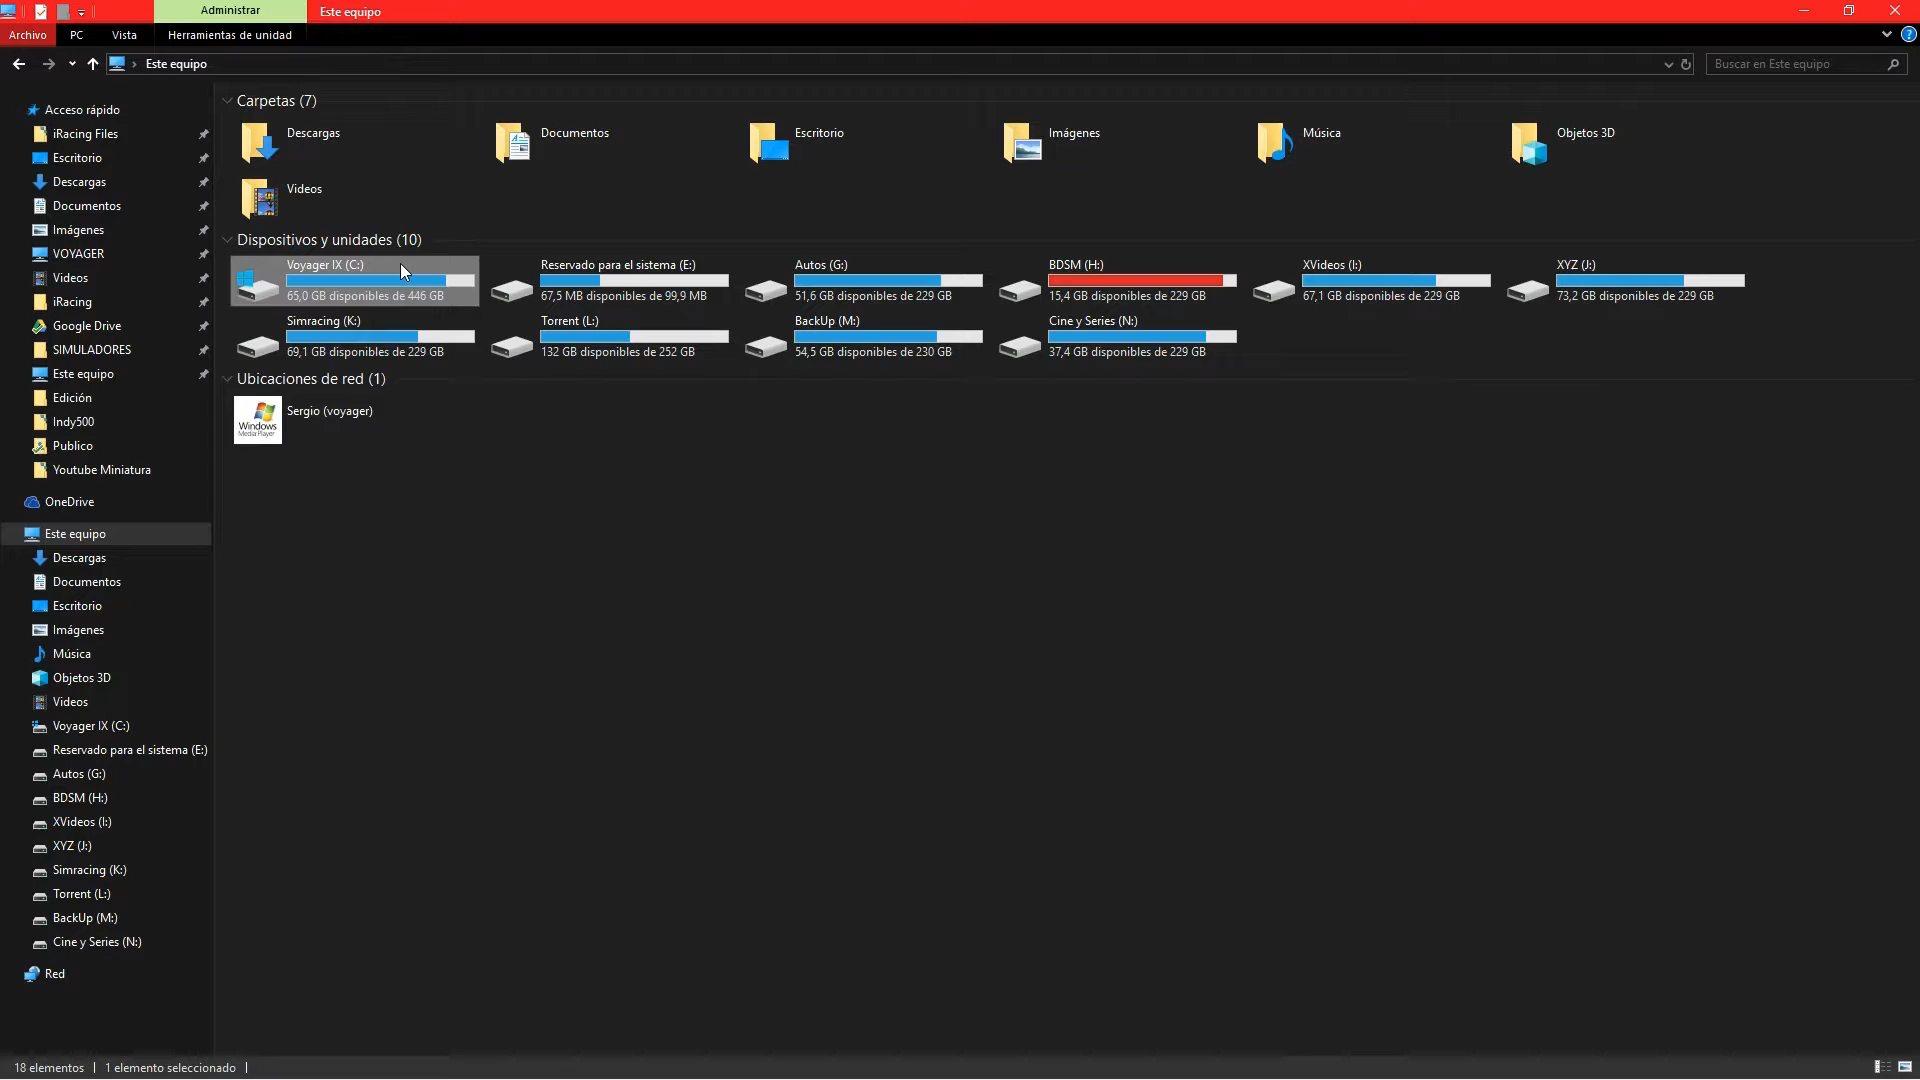 Administrar
Este equipo
Archivo
PC
Vista
Herramientas de unidad
Este equipo
Buscar en Este equipo
Acceso rápido
iRacing Files
Escritorio
Descargas
Documentos
Imágenes
VOYAGER
Videos
iRacing
Google Drive
SIMULADORES
Este equipo
Edición
Indy500
Publico
Youtube Miniatura
OneDrive
Este equipo
Descargas
Documentos
Escritorio
Imágenes
Música
Objetos 3D
Videos
Voyager IX (C:)
Reservado para el sistema (E:)
Autos (G:)
BDSM (H:)
XVideos (I:)
XYZ (J:)
Simracing (K:)
Torrent (L:)
BackUp (M:)
Cine y Series (N:)
Red
Carpetas (7)
Descargas
Documentos
Escritorio
Imágenes
Música
Objetos 3D
Videos
Dispositivos y unidades (10)
Voyager IX (C:)
65,0 GB disponibles de 446 GB
Reservado para el sistema (E:)
67,5 MB disponibles de 99,9 MB
Autos (G:)
51,6 GB disponibles de 229 GB
BDSM (H:)
15,4 GB disponibles de 229 GB
XVideos (I:)
67,1 GB disponibles de 229 GB
XYZ (J:)
73,2 GB disponibles de 229 GB
Simracing (K:)
69,1 GB disponibles de 229 GB
Torrent (L:)
132 GB disponibles de 252 GB
BackUp (M:)
54,5 GB disponibles de 230 GB
Cine y Series (N:)
37,4 GB disponibles de 229 GB
Ubicaciones de red (1)
Windows
Media Player
Sergio (voyager)
18 elementos
1 elemento seleccionado